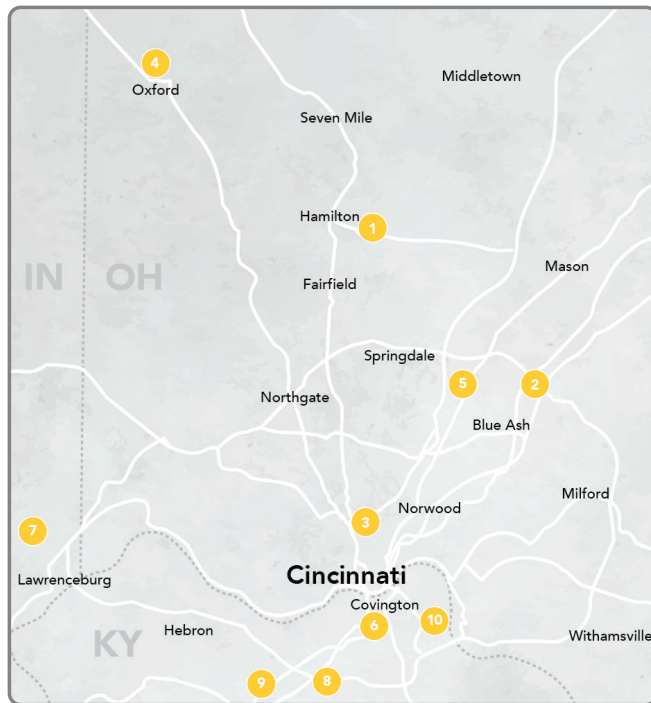 4
Oxford
Middletown
Seven Mile
Hamilton
1
IN
OH
Mason
Fairfield
Springdale
5
2
Northgate
Blue Ash
Milford
Norwood
3
7
Cincinnati
Lawrenceburg
Covington
10
6
Hebron
KY
Withamsville
9
8